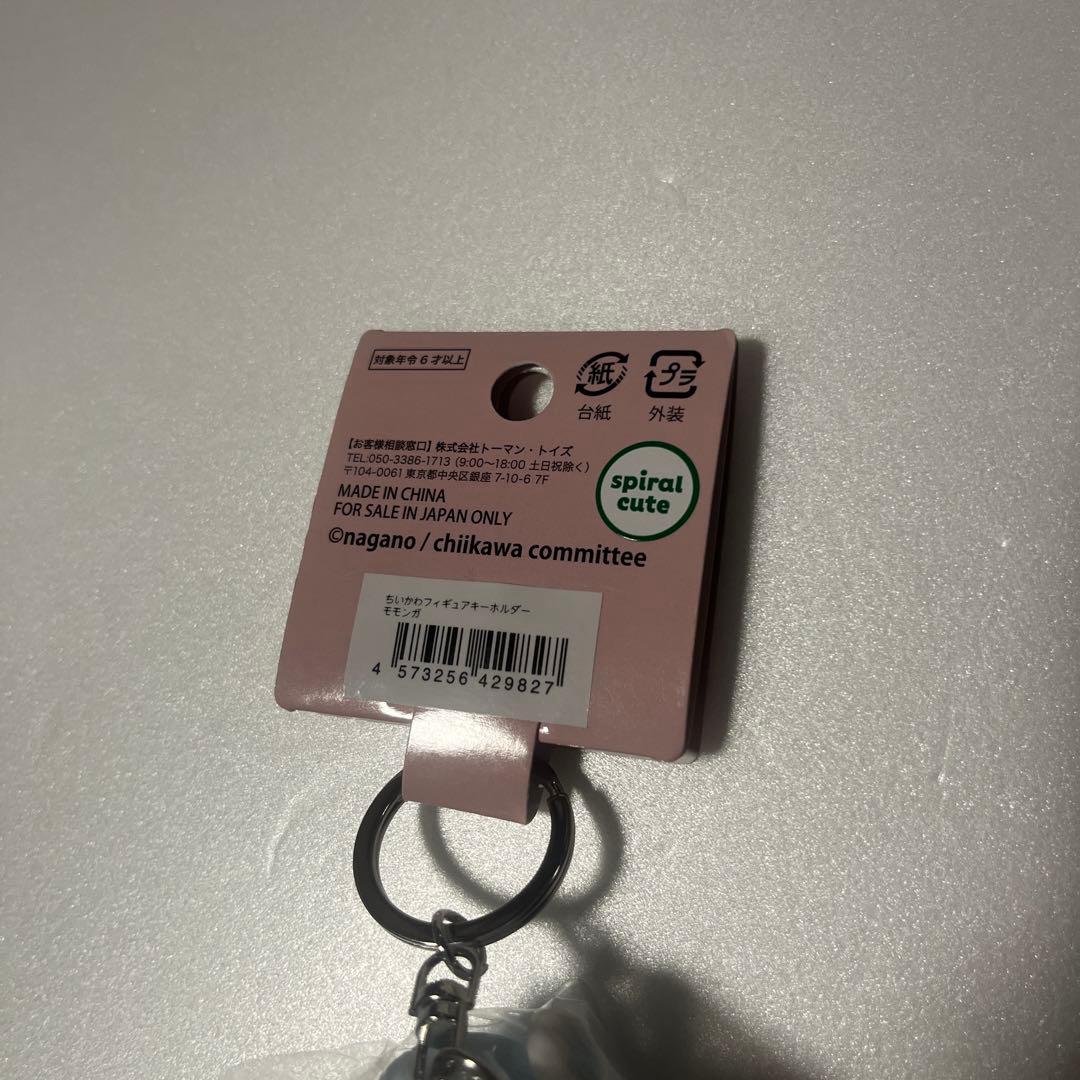 対象年令6才以上
紙
プラ
台紙
外装
【お客様相談窓口】株式会社トーマン・トイズ
TEL:050-3386-1713 (9:00〜18:00 土日祝除く)
〒104-0061 東京都中央区銀座 7-10-6 7F
MADE IN CHINA
FOR SALE IN JAPAN ONLY
spiral
cute
©nagano / chiikawa committee
ちいかわフィギュアキーホルダー
モモンガ
4 573256 429827